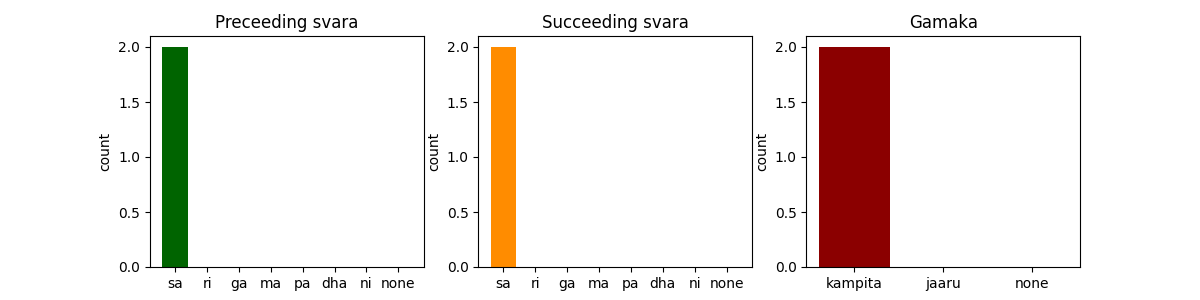 Preceeding svara Succeeding svara Gamaka
2.0 2.0 2.0
1.5 1.5 1.5
count count count
1.0 1.0 1.0
0.5 0.5 0.5
0.0 0.0 0.0
sa ri ga ma pa dha ni none sa ri ga ma pa dha ni none kampita jaaru none